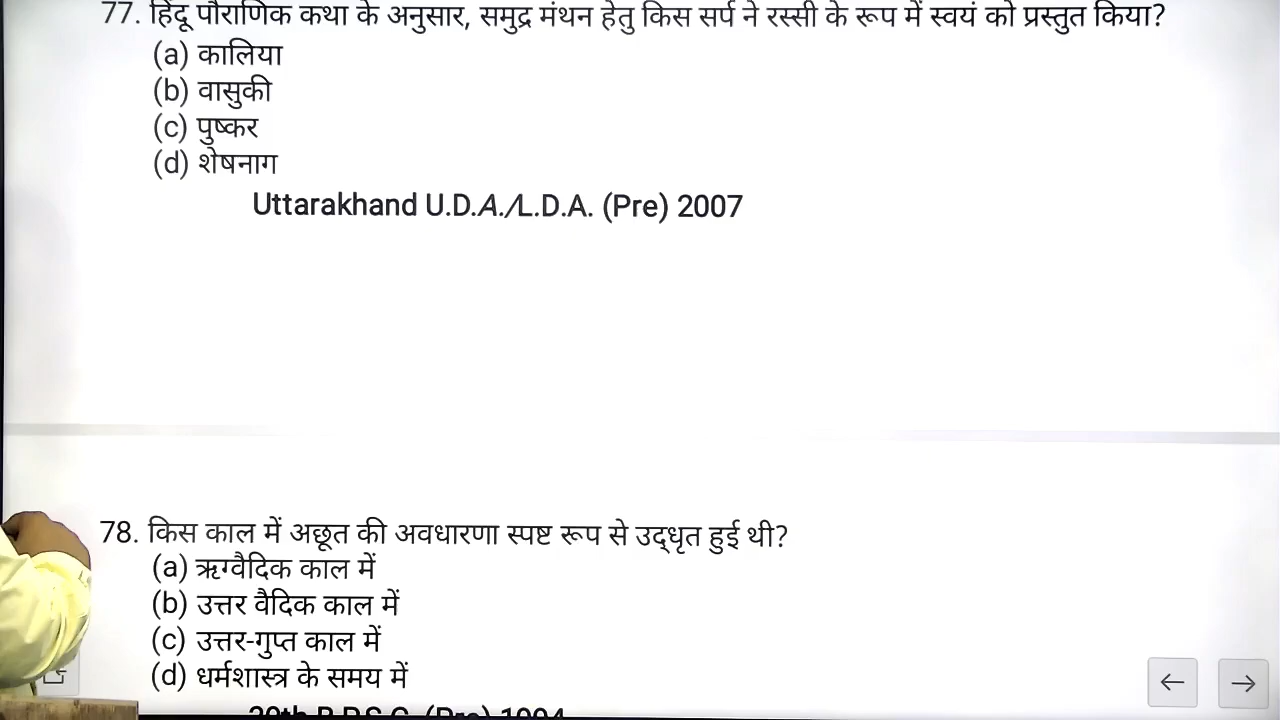 77. हिंदू पौराणिक कथा के अनुसार, समुद्र मंथन हेतु किस सर्प ने रस्सी के रूप में स्वयं को प्रस्तुत किया?
(a) कालिया
(b) वासुकी
(c) पुष्कर
(d) शेषनाग
Uttarakhand U.D.A./L.D.A. (Pre) 2007
78. किस काल में अछूत की अवधारणा स्पष्ट रूप से उद्धृत हुई थी?
(a) ऋग्वैदिक काल में
(b) उत्तर वैदिक काल में
(c) उत्तर-गुप्त काल में
(d) धर्मशास्त्र के समय में